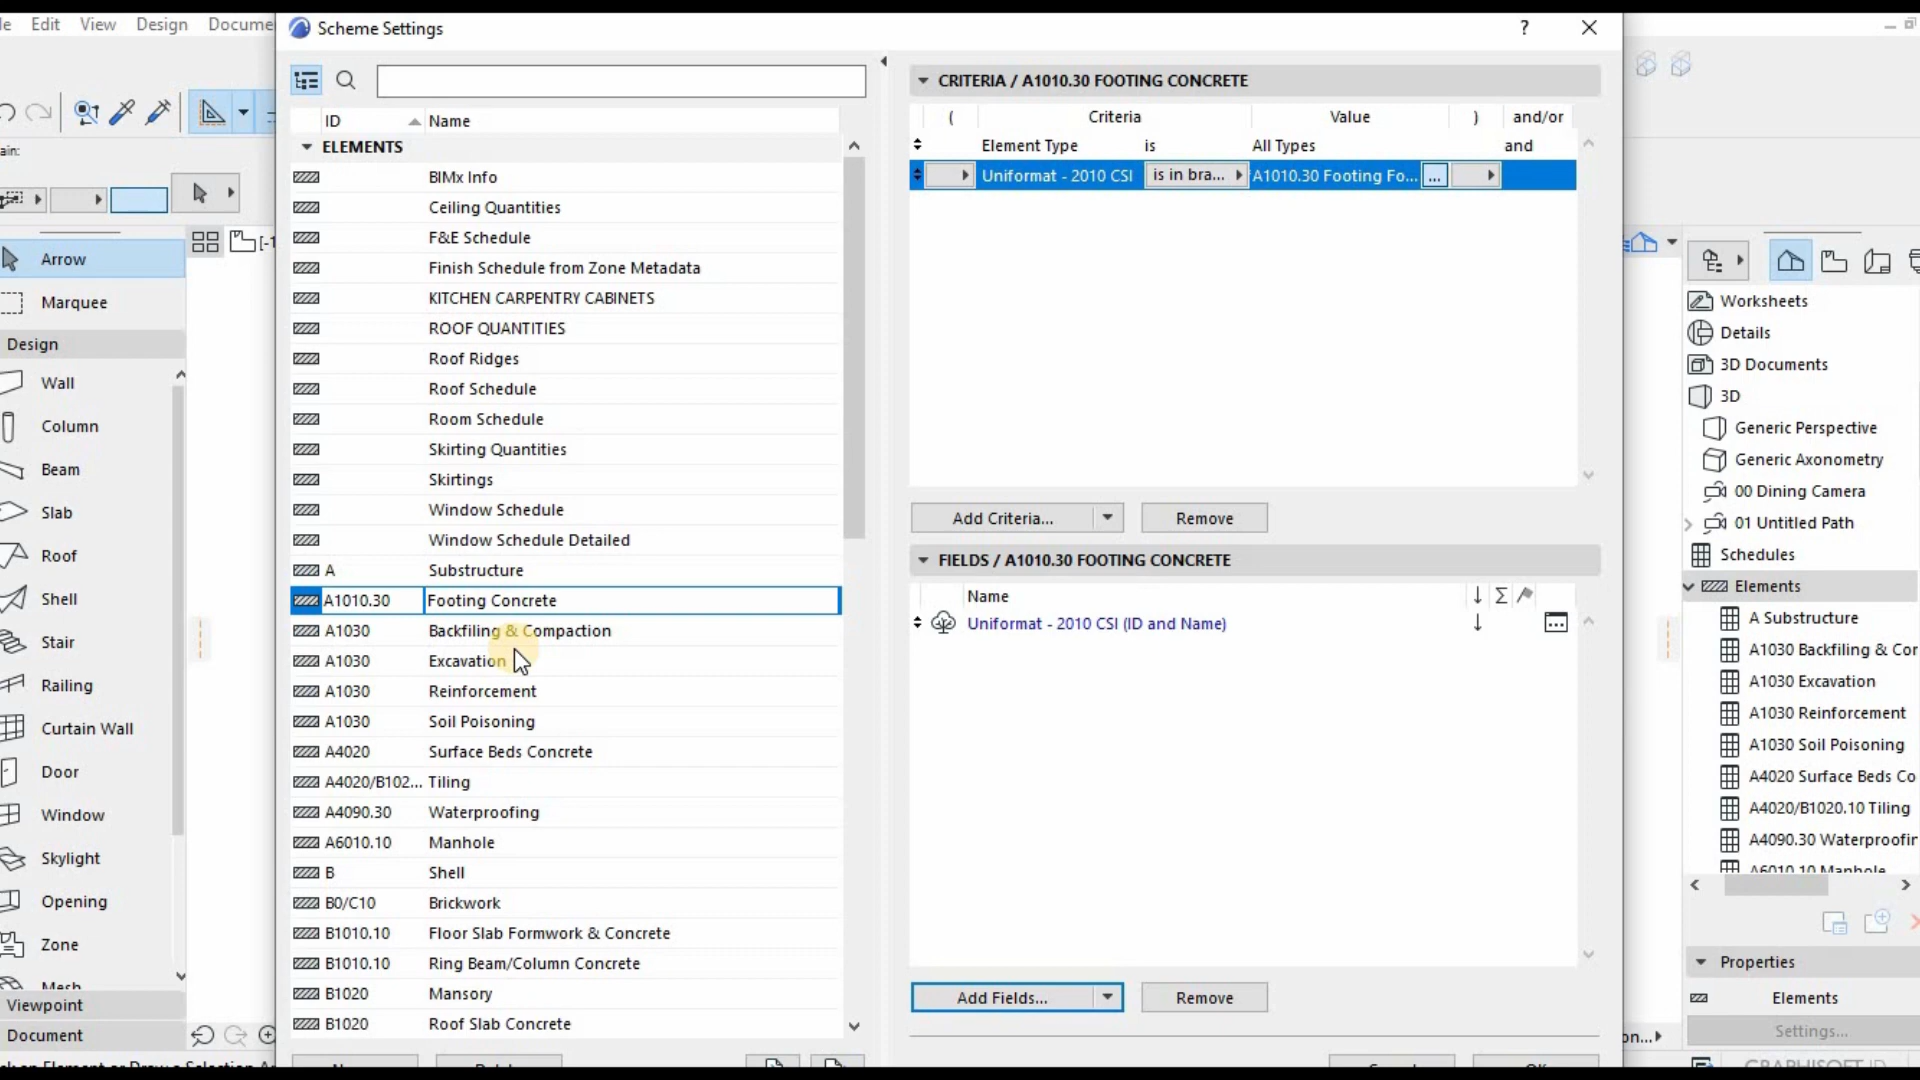 Edit View Design Docume
Scheme Settings
?
ain:
Arrow
Marquee
Design
Wall
Column
Beam
Slab
Roof
Shell
Stair
Railing
Curtain Wall
Door
Window
Skylight
Opening
Zone
Mesh
Viewpoint
Document
[-1
ID Name
ELEMENTS
BIMx Info
Ceiling Quantities
F&E Schedule
Finish Schedule from Zone Metadata
KITCHEN CARPENTRY CABINETS
ROOF QUANTITIES
Roof Ridges
Roof Schedule
Room Schedule
Skirting Quantities
Skirtings
Window Schedule
Window Schedule Detailed
A Substructure
A1010.30 Footing Concrete
A1030 Backfiling & Compaction
A1030 Excavation
A1030 Reinforcement
A1030 Soil Poisoning
A4020 Surface Beds Concrete
A4020/B102... Tiling
A4090.30 Waterproofing
A6010.10 Manhole
B Shell
B0/C10 Brickwork
B1010.10 Floor Slab Formwork & Concrete
B1010.10 Ring Beam/Column Concrete
B1020 Mansory
B1020 Roof Slab Concrete
CRITERIA / A1010.30 FOOTING CONCRETE
( Criteria Value ) and/or
Element Type is All Types and
Uniformat - 2010 CSI is in bra... A1010.30 Footing Fo... ...
Add Criteria... Remove
FIELDS / A1010.30 FOOTING CONCRETE
Name Σ
Uniformat - 2010 CSI (ID and Name)
Add Fields... Remove
Worksheets
Details
3D Documents
3D
Generic Perspective
Generic Axonometry
00 Dining Camera
01 Untitled Path
Schedules
Elements
A Substructure
A1030 Backfiling & Cor
A1030 Excavation
A1030 Reinforcement
A1030 Soil Poisoning
A4020 Surface Beds Co
A4020/B1020.10 Tiling
A4090.30 Waterproofir
A6010.10 Manhole
Properties
Elements
Settings...
on...
GRAPHISOFT ID